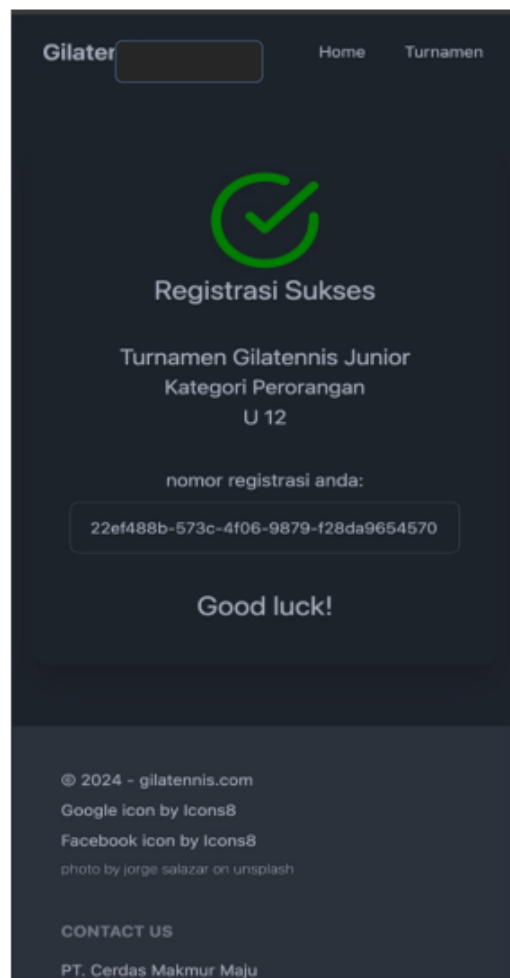 Gilaten
Home
Turnamen
Registrasi Sukses
Turnamen Gilatennis Junior
Kategori Perorangan
U 12
nomor registrasi anda:
22ef488b-573c-4f06-9879-f28da9654570
Good luck!
© 2024 - gilatennis.com
Google icon by Icons8
Facebook icon by Icons8
photo by jorge salazar on unsplash
CONTACT US
PT. Cerdas Makmur Maju